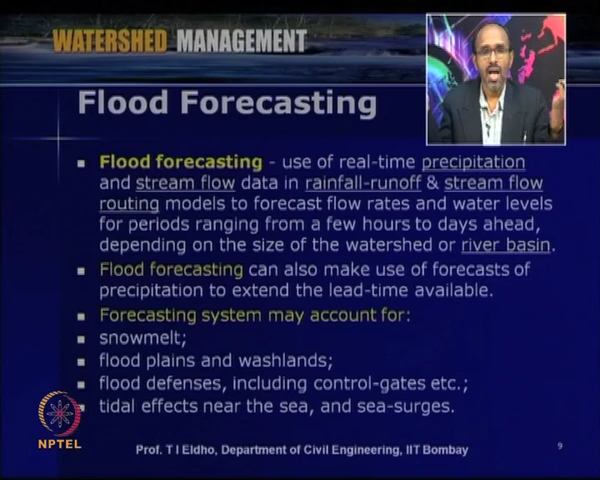 WATERSHED MANAGEMENT
Flood Forecasting
Flood forecasting - use of real-time precipitation
and stream flow data in rainfall-runoff & stream flow
routing models to forecast flow rates and water levels
for periods ranging from a few hours to days ahead,
depending on the size of the watershed or river basin.
Flood forecasting can also make use of forecasts of
precipitation to extend the lead-time available.
Forecasting system may account for:
snowmelt;
flood plains and washlands;
flood defenses, including control-gates etc.;
tidal effects near the sea, and sea-surges.
NPTEL
Prof. T I Eldho, Department of Civil Engineering, IIT Bombay
9